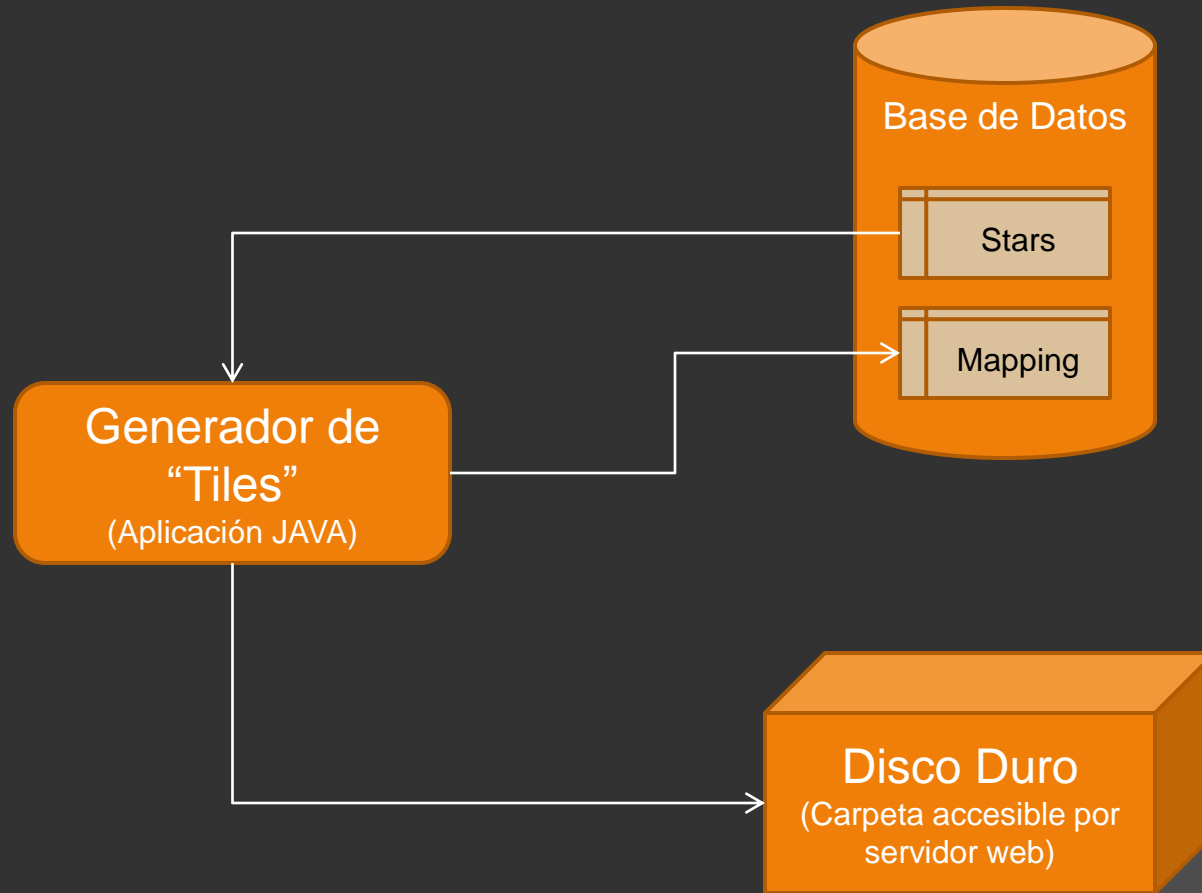 Base de Datos
Stars
Mapping
Generador de
“Tiles”
(Aplicación JAVA)
Disco Duro
(Carpeta accesible por
servidor web)